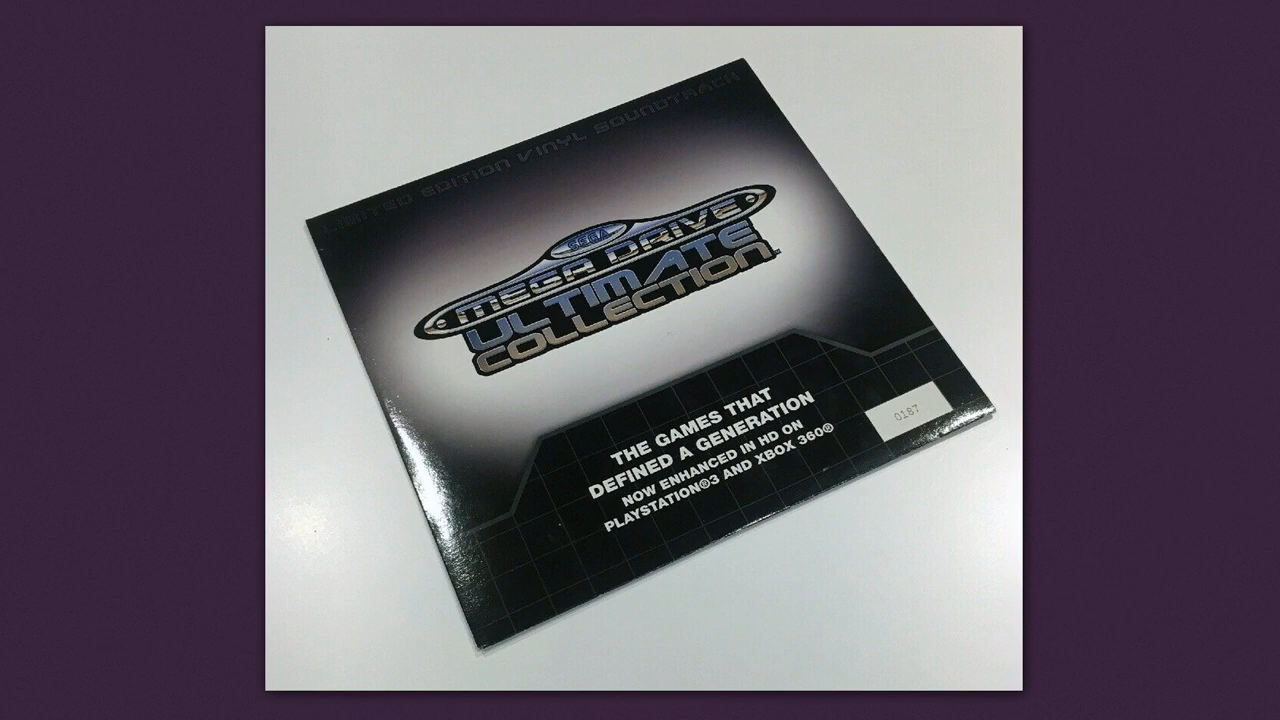 LIMITED EDITION VINYL SOUNDTRACK
SEGA
MEGA DRIVE
ULTIMATE
COLLECTION
THE GAMES THAT
DEFINED A GENERATION
NOW ENHANCED IN HD ON
PLAYSTATION®3 AND XBOX 360®
0187